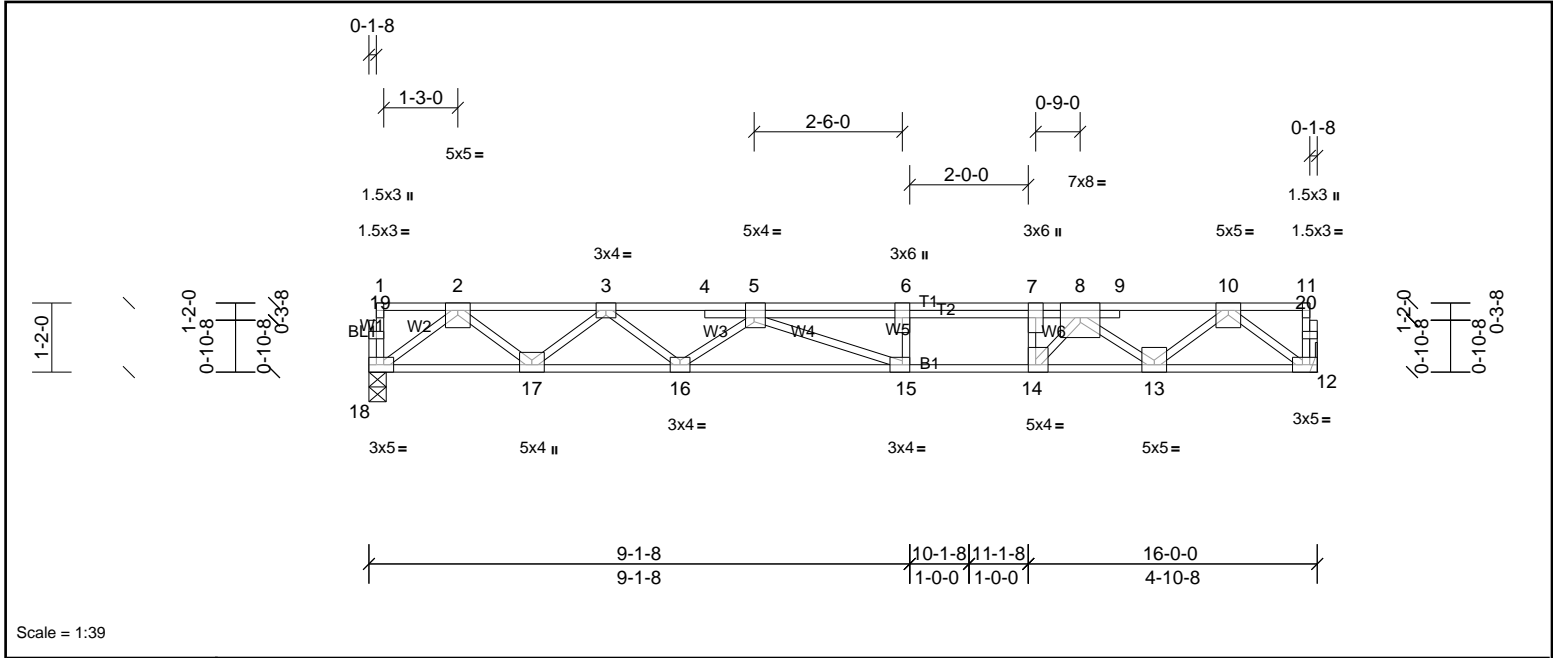 0-1-8
1-3-0
0-9-0
2-6-0
0-1-8
5x5=
2-0-0
7x8=
1.5x3 II
1.5x3 II
1.5x3=
5x4=
3x6 II
5x5=
1.5x3=
3x4=
3x6 II
1 2 3 4 5 6 7 8 9 10 11
19 T1 20
T2
W1 W2 W3 W4 W5 W6
BL1
B1
1-2-0
1-2-0
0-10-8
0-10-8
0-3-8
1-2-0
0-10-8
0-10-8
0-3-8
17 16 15 14 13 12
18
3x4=
5x4=
3x5=
3x5=
5x4 II
3x4=
5x5=
9-1-8 10-1-8 11-1-8 16-0-0
9-1-8 1-0-0 1-0-0 4-10-8
Scale = 1:39